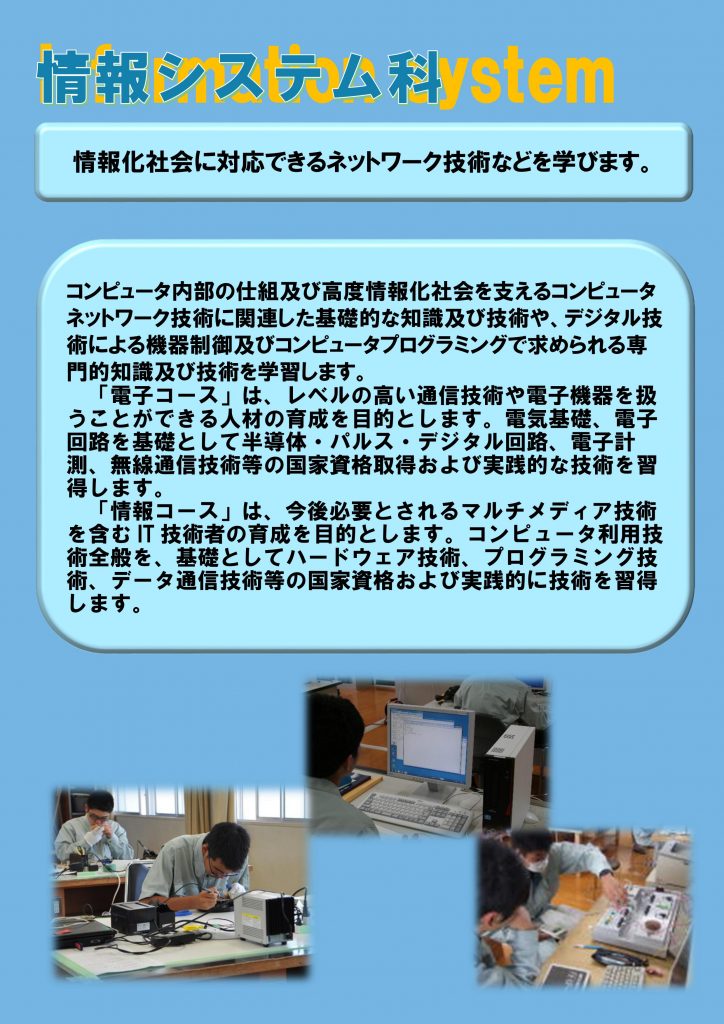 Information System
情報システム科
情報化社会に対応できるネットワーク技術などを学びます。
コンピュータ内部の仕組及び高度情報化社会を支えるコンピュータ
ネットワーク技術に関連した基礎的な知識及び技術や、デジタル技
術による機器制御及びコンピュータプログラミングで求められる専
門的知識及び技術を学習します。
「電子コース」は、レベルの高い通信技術や電子機器を扱
うことができる人材の育成を目的とします。電気基礎、電子
回路を基礎として半導体・パルス・デジタル回路、電子計
測、無線通信技術等の国家資格取得および実践的な技術を習
得します。
「情報コース」は、今後必要とされるマルチメディア技術
を含む IT 技術者の育成を目的とします。コンピュータ利用技
術全般を、基礎としてハードウェア技術、プログラミング技
術、データ通信技術等の国家資格および実践的に技術を習得
します。